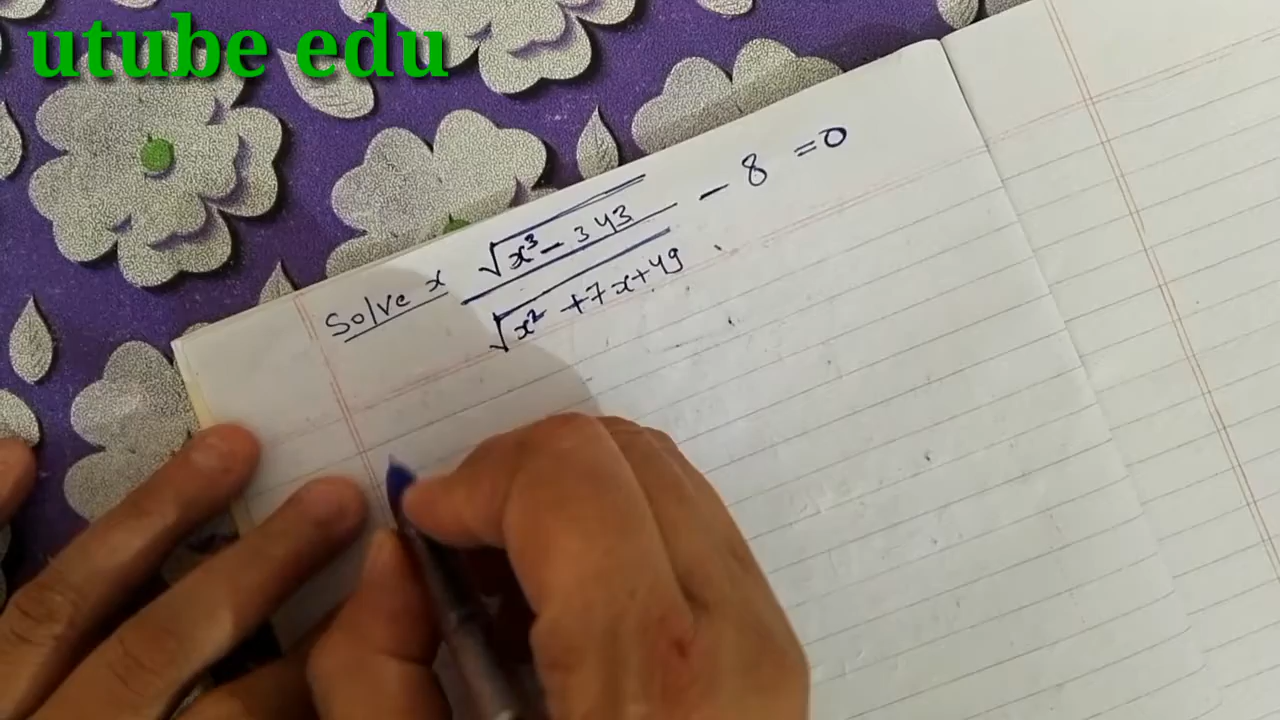 utube edu
Solve x √x³ - 343 / √x² + 7x + 49 - 8 = 0